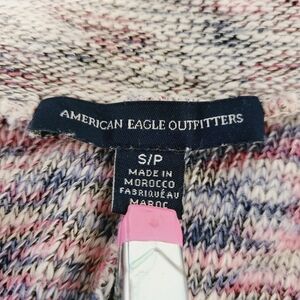 AMERICAN EAGLE OUTFITTERS
S/P
MADE IN
MOROCCO
FABRIQUÉ AU
MAROC